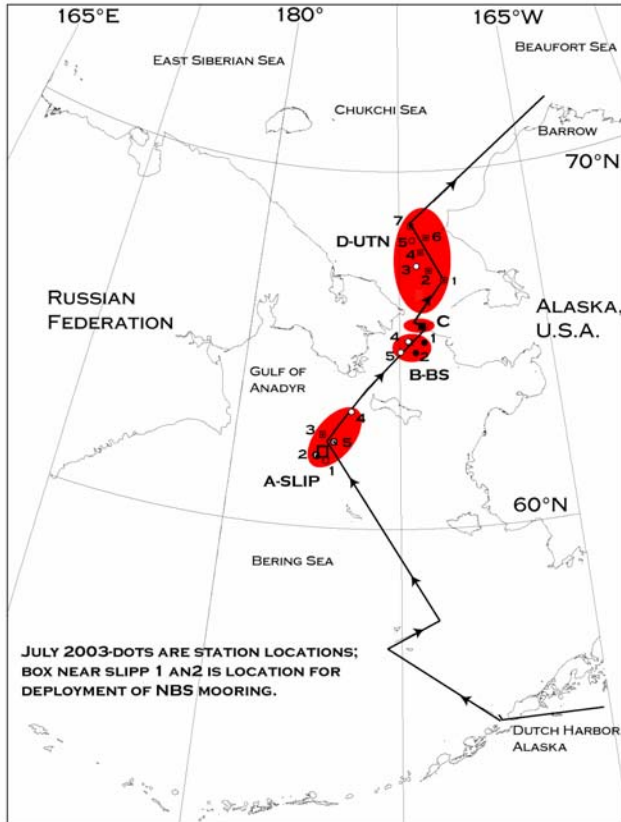 165°E
180°
165°W
Beaufort Sea
East Siberian Sea
Chukchi Sea
Barrow
70°N
7
D-UTN
5
6
4
3
2
1
Russian
Federation
Alaska,
U.S.A.
C
4
1
5
2
B-BS
Gulf of
Anadyr
4
3
5
2
1
A-SLIP
60°N
Bering Sea
July 2003-dots are station locations;
box near SLIPP 1 an2 is location for
deployment of NBS mooring.
Dutch Harbor,
Alaska